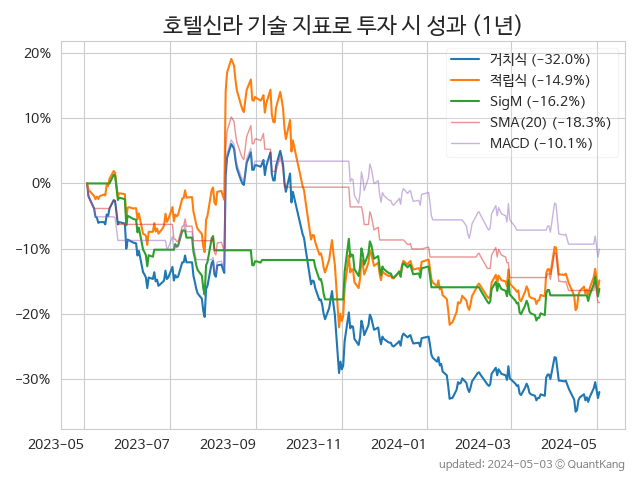 호텔신라 기술 지표로 투자 시 성과 (1년)
거치식 (−32.0%)
적립식 (−14.9%)
SigM (−16.2%)
SMA(20) (−18.3%)
MACD (−10.1%)
20%
10%
0%
−10%
−20%
−30%
2023-05
2023-07
2023-09
2023-11
2024-01
2024-03
2024-05
updated: 2024-05-03 ⓒ QuantKang